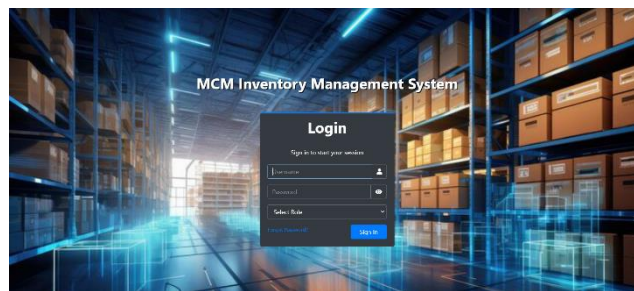 MCM Inventory Management System
Login
Sign in to start your session
Username
Password
Select Role
Forgot Password?
Sign In